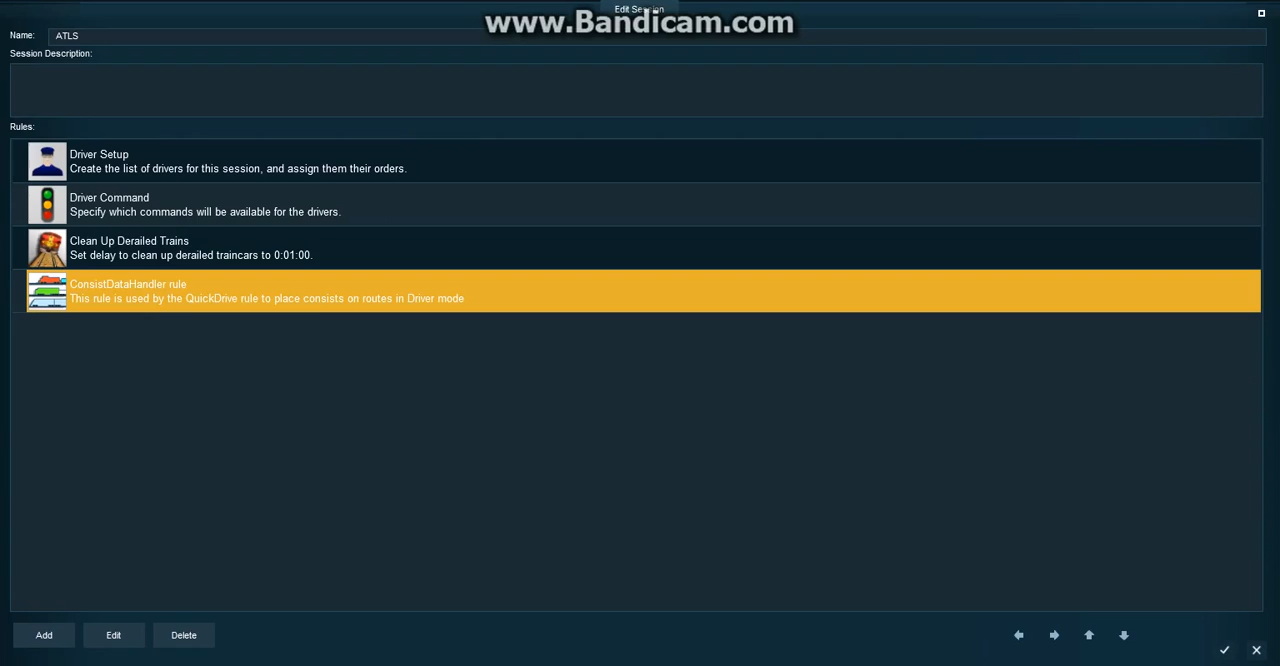 Edit Session
www.Bandicam.com
Name: ATLS
Session Description:
Rules:
Driver Setup
Create the list of drivers for this session, and assign them their orders.
Driver Command
Specify which commands will be available for the drivers.
Clean Up Derailed Trains
Set delay to clean up derailed traincars to 0:01:00.
ConsistDataHandler rule
This rule is used by the QuickDrive rule to place consists on routes in Driver mode
Add Edit Delete